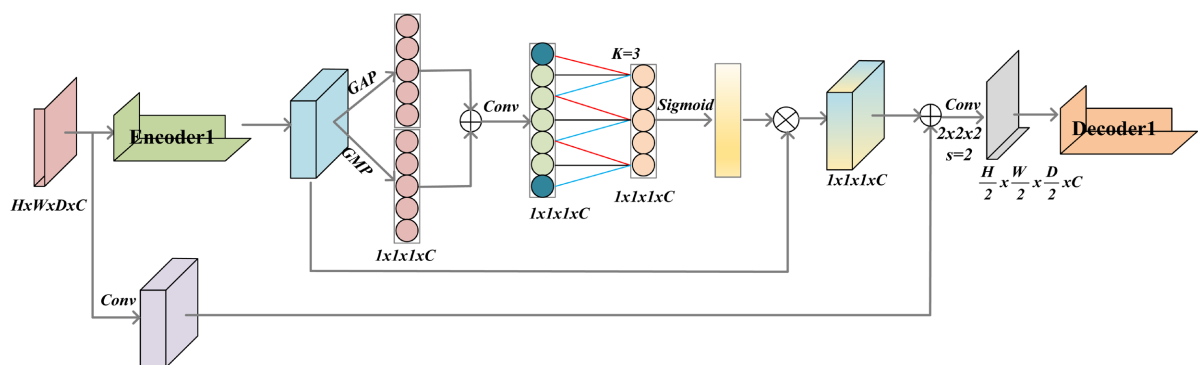 HxWxDxC
Encoder1
GAP
GMP
1x1x1xC
Conv
1x1x1xC
K=3
1x1x1xC
Sigmoid
1x1x1xC
Conv
2x2x2
s=2
H/2 x W/2 x D/2 xC
Decoder1
Conv